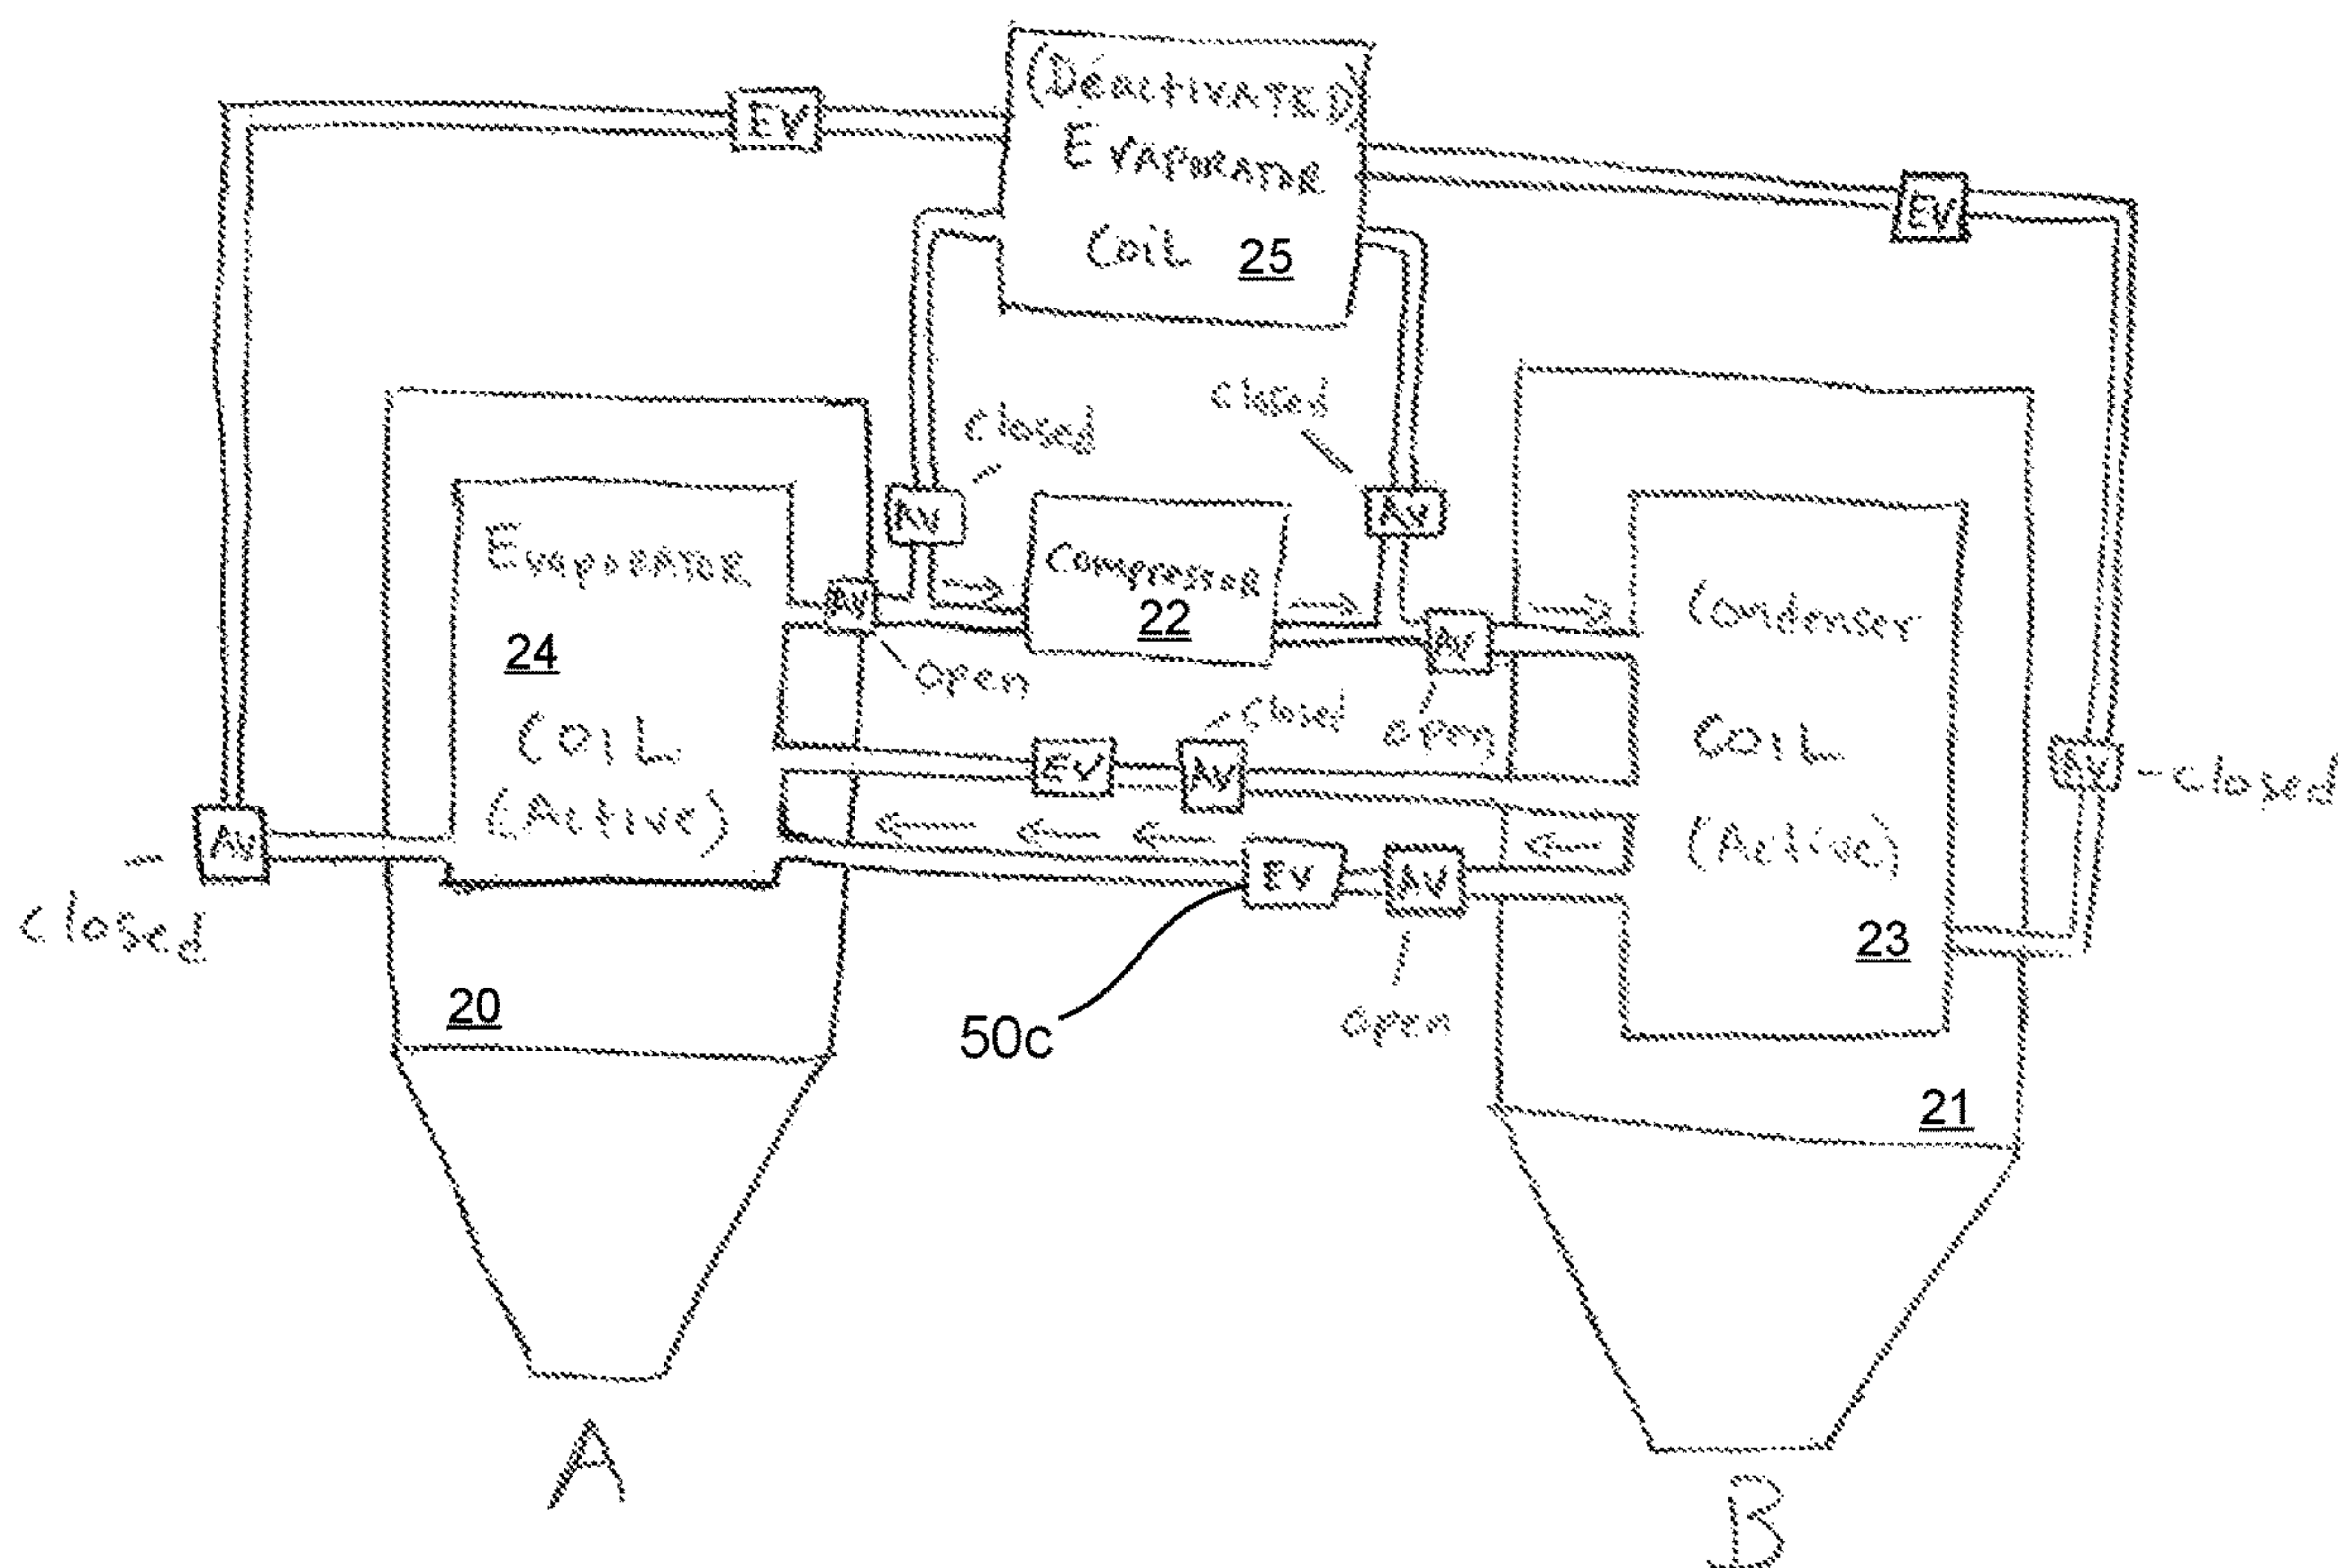 (DEACTIVATED)
EVAPORATOR
Coil 25
EV
EV
closed
closed
AV
AV
Evaporator
24
COIL
(Active)
AV
open
Compressor
22
AV
open
Condenser
COIL
(Active)
23
EV
AV
closed
EV
-closed
AV
closed
EV
AV
open
50c
20
21
A
B